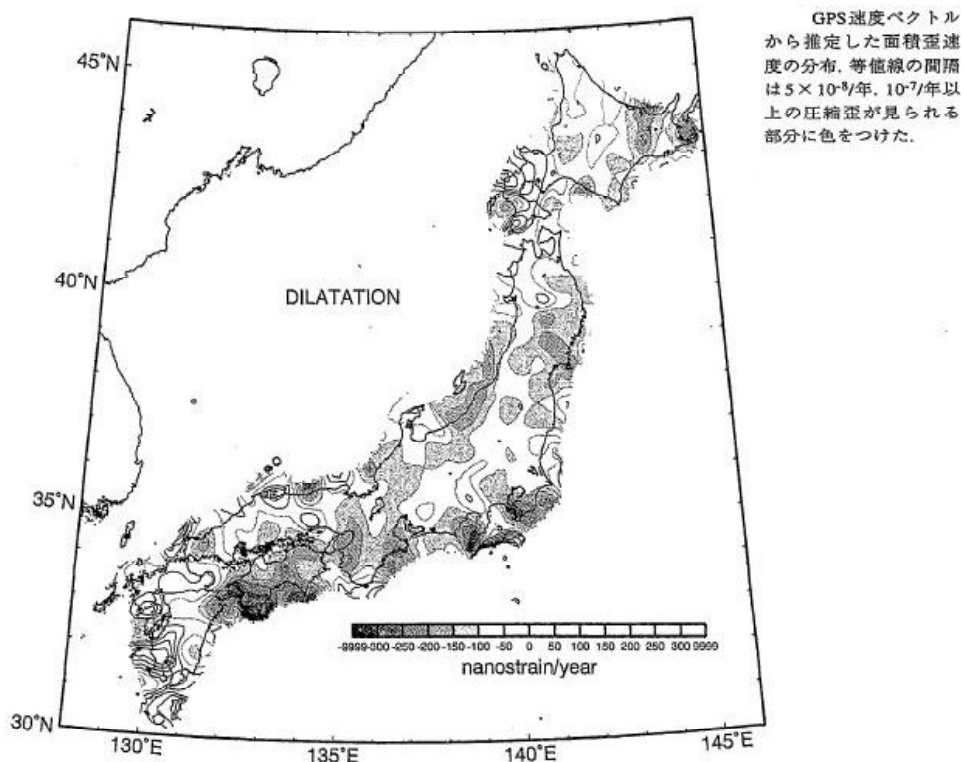 GPS速度ベクトル
から推定した面積歪速
度の分布．等値線の間隔
は5×10⁻⁸/年．10⁻⁷/年以
上の圧縮歪が見られる
部分に色をつけた．
45°N
40°N
35°N
30°N
DILATATION
-9999-300-250-200-150-100 -50 0 50 100 150 200 250 300 9999
nanostrain/year
130°E
135°E
140°E
145°E